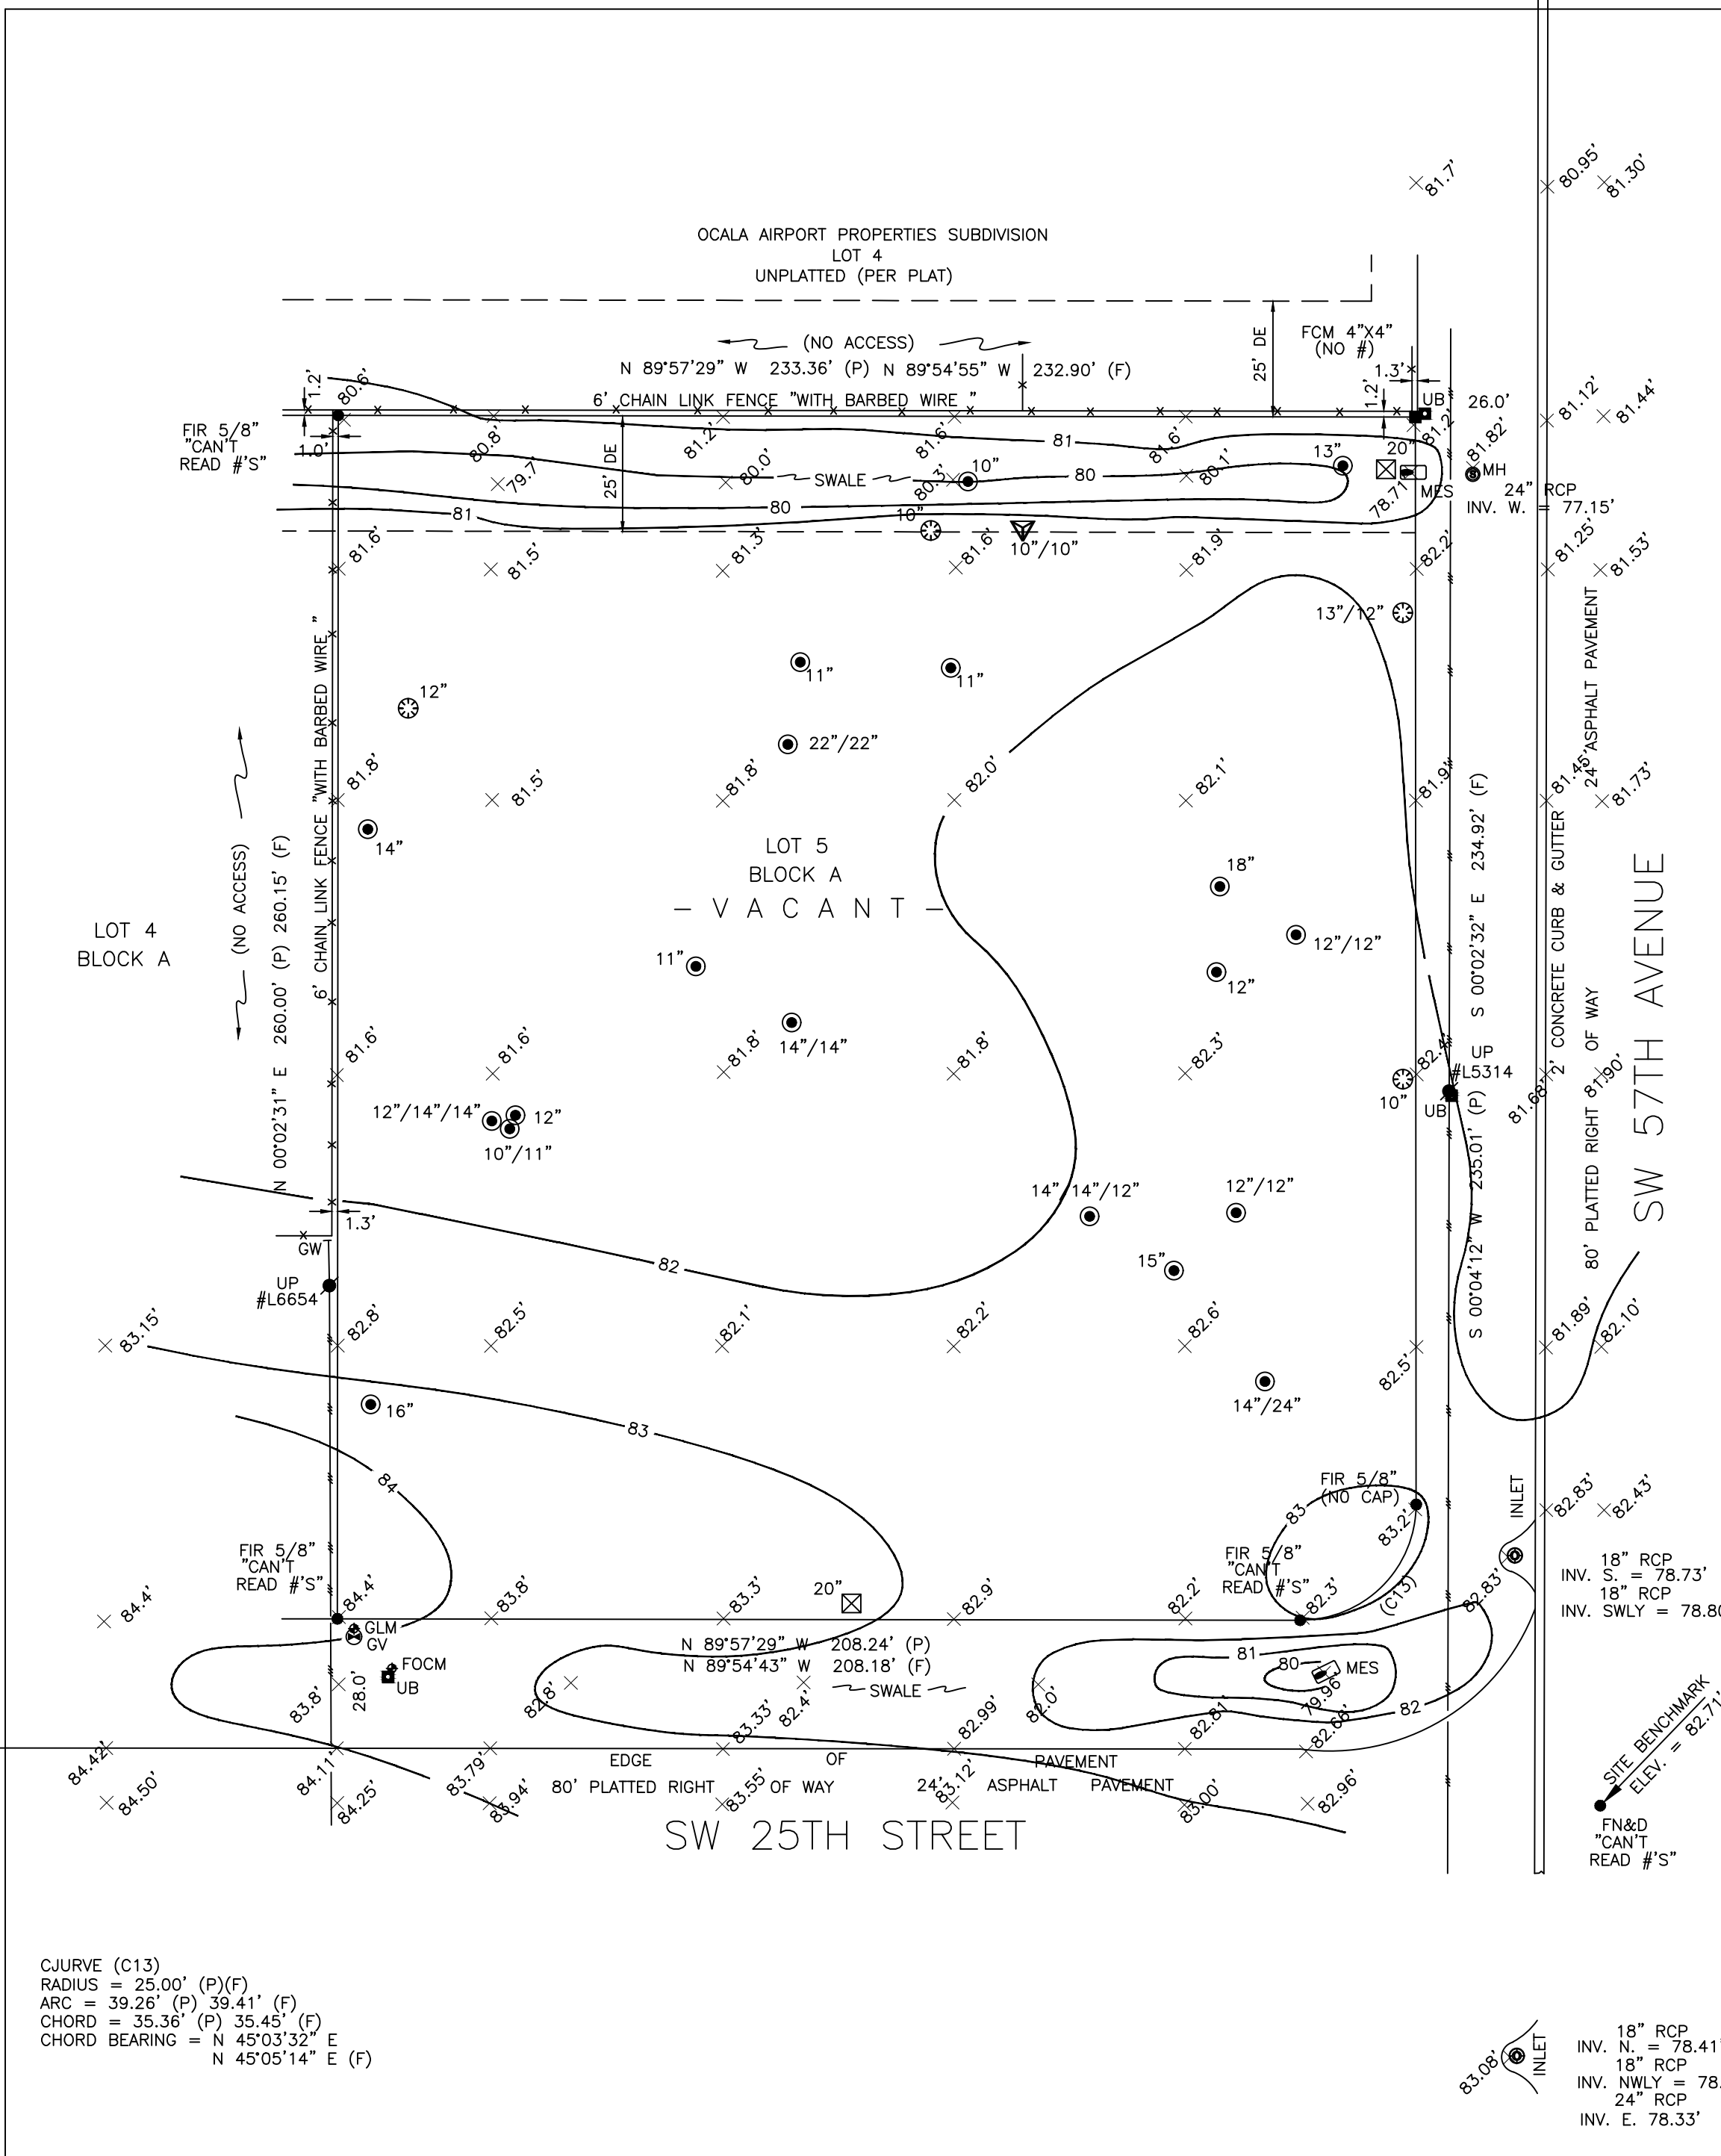 81.7'
80.95'
81.30'
OCALA AIRPORT PROPERTIES SUBDIVISION
LOT 4
UNPLATTED (PER PLAT)
(NO ACCESS)
25' DE
FCM 4"X4"
(NO #)
N 89°57'29" W 233.36' (P) N 89°54'55" W 232.90' (F)
1.2'
80.6'
6' CHAIN LINK FENCE "WITH BARBED WIRE "
1.3'
1.2'
UB
26.0'
81.12'
81.44'
FIR 5/8"
"CAN'T
READ #'S"
1.0'
80.8'
81.2'
81.6'
81
81.6'
81.2'
20"
13"
81.82'
MH
79.7'
25' DE
80.0'
SWALE
80.3'
10"
80
80.1'
78.71'
MES
24" RCP
INV. W. = 77.15'
81
80
10"
10"/10"
81.6'
81.5'
81.3'
81.6'
81.9'
82.2'
81.25'
81.53'
13"/12"
24' ASPHALT PAVEMENT
11"
11"
12"
22"/22"
6' CHAIN LINK FENCE "WITH BARBED WIRE "
81.8'
81.5'
81.8'
82.0'
82.1'
81.9'
81.45'
81.73'
14"
LOT 5
BLOCK A
- V A C A N T -
18"
12"/12"
12"
11"
14"/14"
LOT 4
BLOCK A
(NO ACCESS)
N 00°02'31" E 260.00' (P) 260.15' (F)
S 00°04'12" W 235.01' (P) S 00°02'32" E 234.92' (F)
2' CONCRETE CURB & GUTTER
80' PLATTED RIGHT OF WAY
SW 57TH AVENUE
81.6'
81.6'
81.8'
81.8'
82.3'
82.4'
UP
#L5314
UB
10"
81.68'
81.90'
12"/14"/14"
12"
10"/11"
14" 14"/12"
12"/12"
15"
1.3'
GW
82
UP
#L6654
83.15'
82.8'
82.5'
82.1'
82.2'
82.6'
82.5'
81.89'
82.10'
16"
14"/24"
83
84
FIR 5/8"
(NO CAP)
83
83.2'
INLET
82.83'
82.43'
FIR 5/8"
"CAN'T
READ #'S"
FIR 5/8"
"CAN'T
READ #'S"
18" RCP
INV. S. = 78.73'
18" RCP
INV. SWLY = 78.80
84.4'
84.4'
83.8'
83.3'
20"
82.9'
82.2'
82.3'
(C13)
82.83'
GLM
GV
N 89°57'29" W 208.24' (P)
N 89°54'43" W 208.18' (F)
FOCM
UB
83.8'
28.0'
82.8'
82.4'
SWALE
82.0'
81
80
MES
79.96
82
SITE BENCHMARK
ELEV. = 82.71'
84.42'
84.11'
83.79'
83.33'
82.99'
82.81'
82.66'
EDGE OF PAVEMENT
80' PLATTED RIGHT OF WAY 24' ASPHALT PAVEMENT
84.50'
84.25'
83.94'
83.55'
83.12'
83.00'
82.96'
SW 25TH STREET
FN&D
"CAN'T
READ #'S"
CJURVE (C13)
RADIUS = 25.00' (P)(F)
ARC = 39.26' (P) 39.41' (F)
CHORD = 35.36' (P) 35.45' (F)
CHORD BEARING = N 45°03'32" E
N 45°05'14" E (F)
83.08'
INLET
18" RCP
INV. N. = 78.41'
18" RCP
INV. NWLY = 78.
24" RCP
INV. E. 78.33'